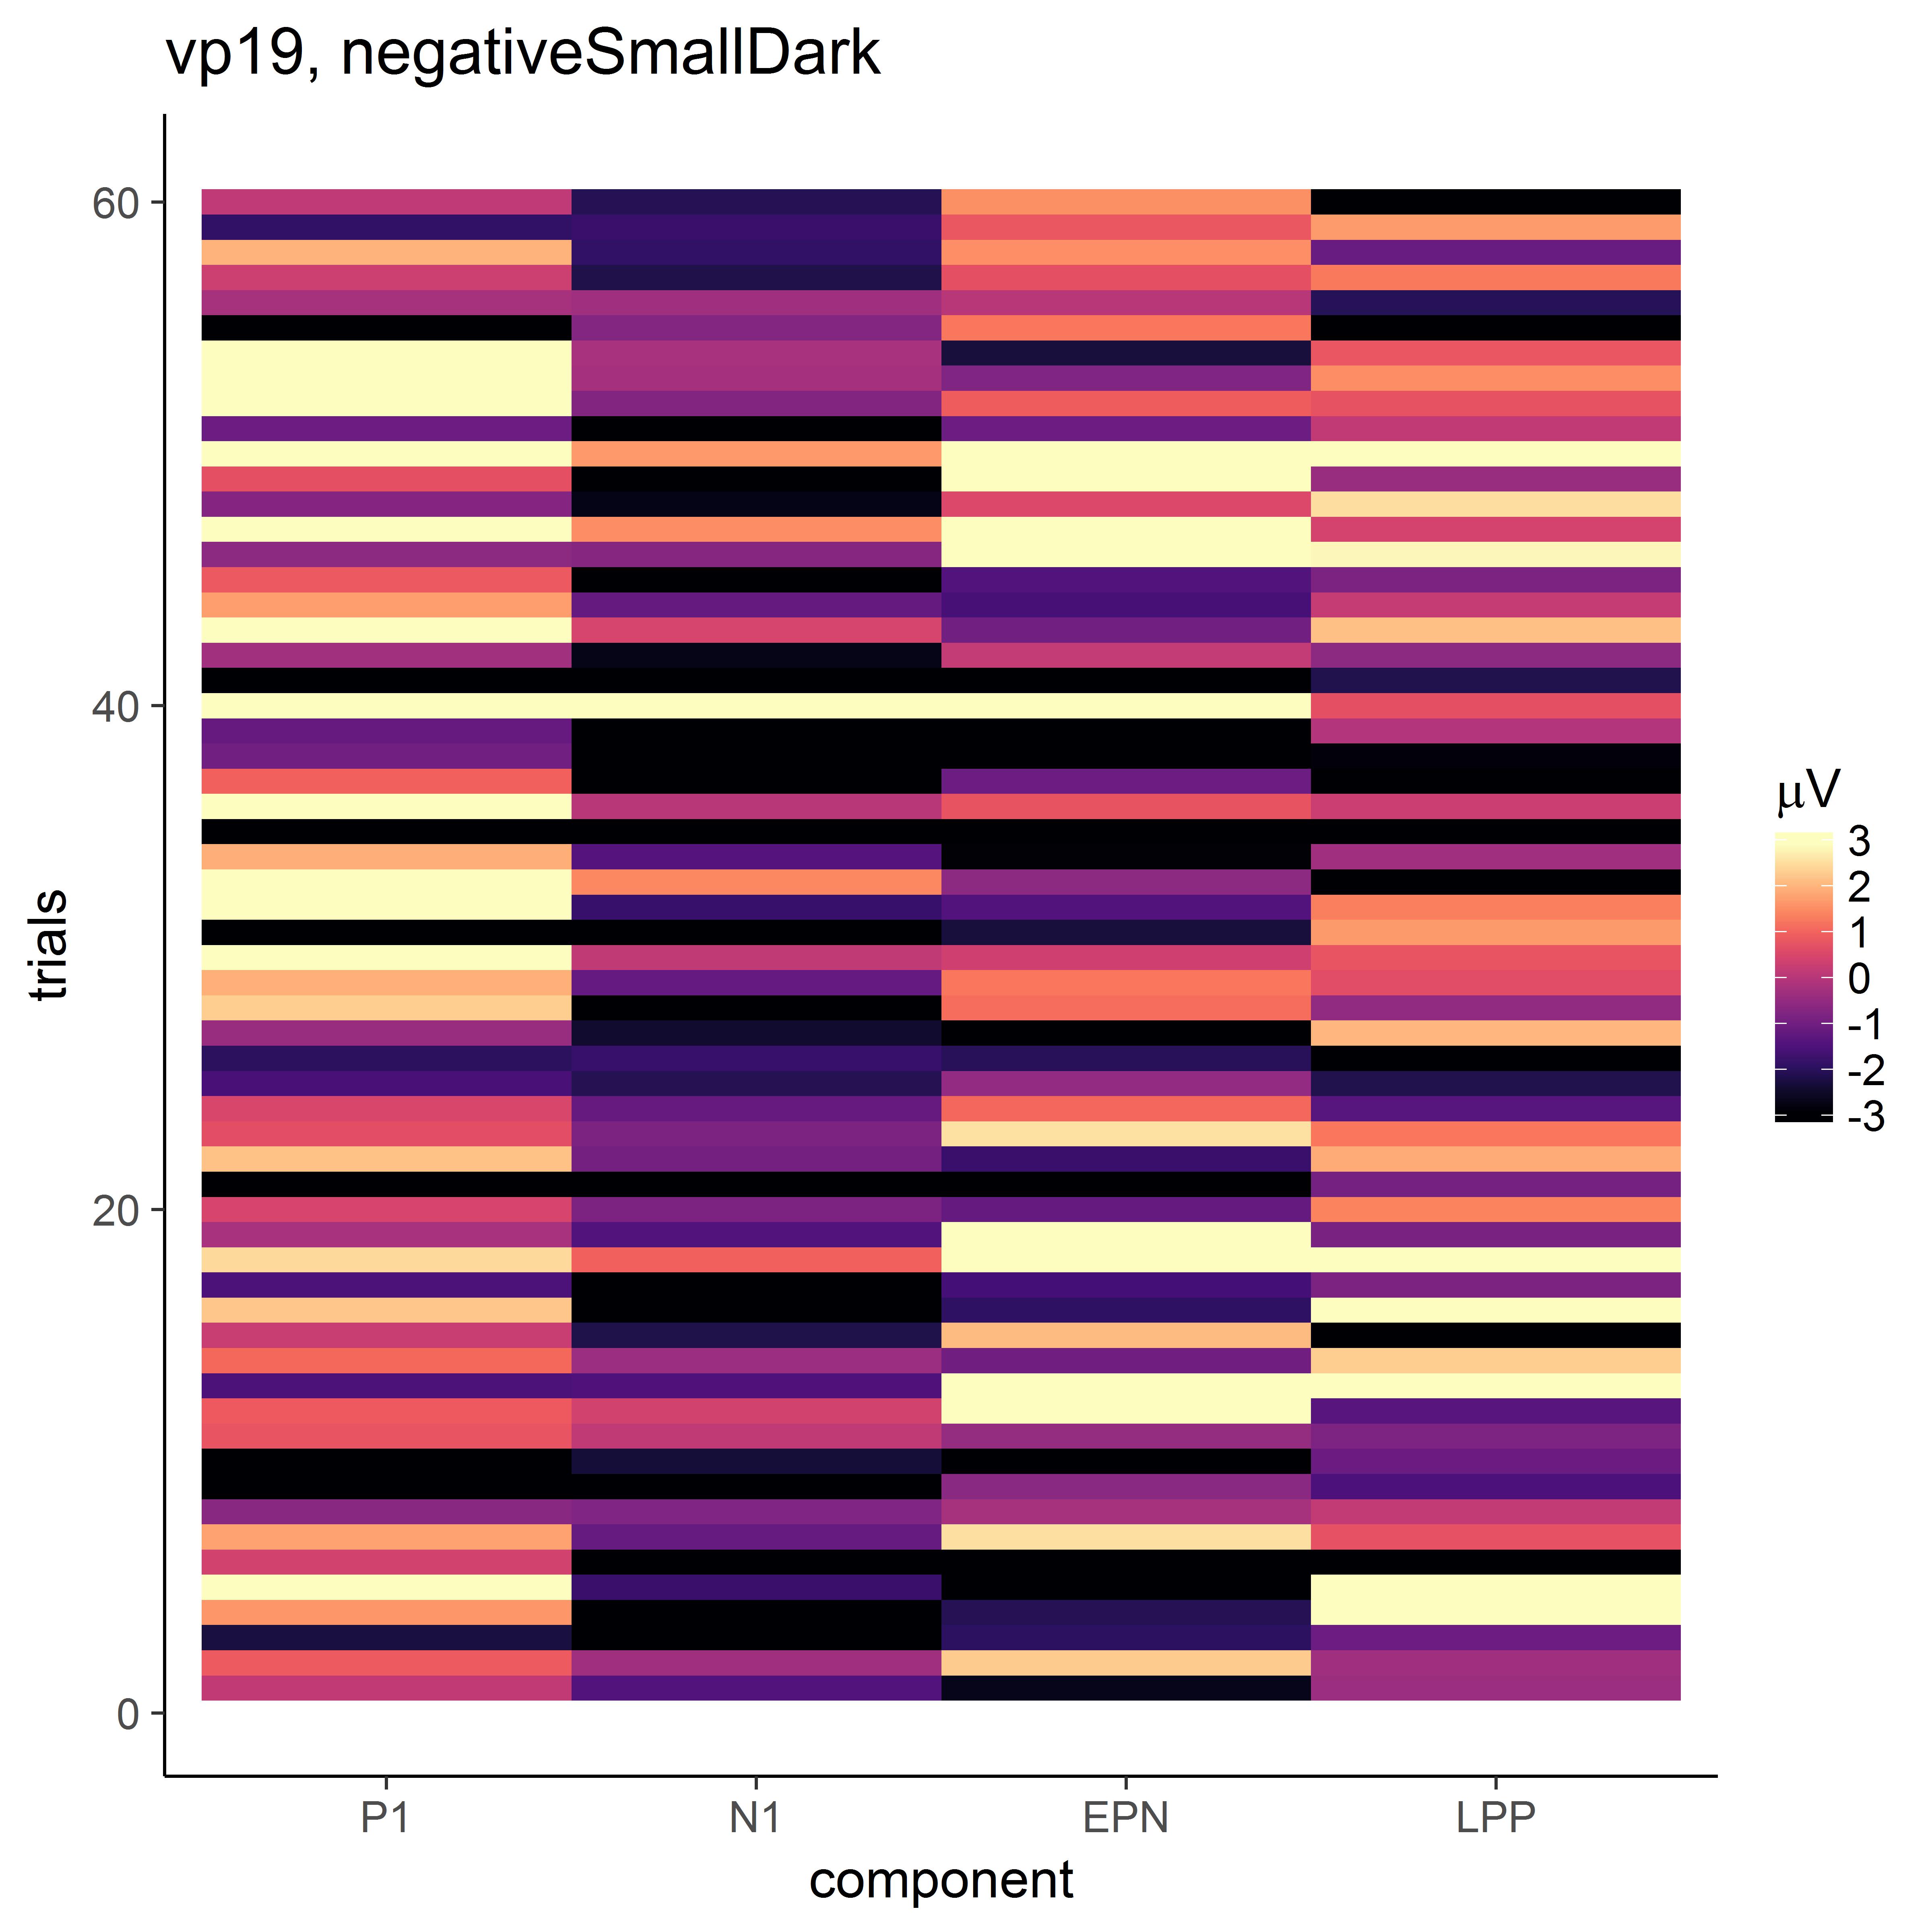 vp19, negativeSmallDark
60
40
20
0
trials
P1 N1 EPN LPP
component
μV
3
2
1
0
-1
-2
-3